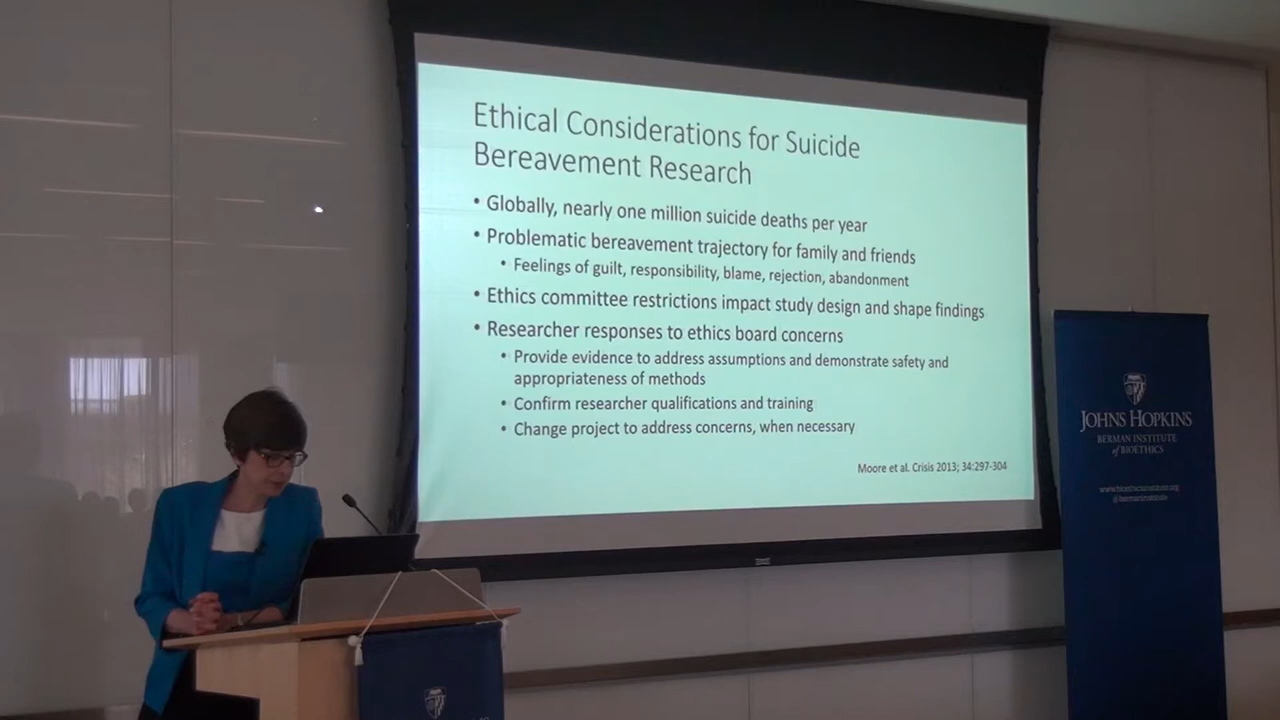 Ethical Considerations for Suicide
Bereavement Research
• Globally, nearly one million suicide deaths per year
• Problematic bereavement trajectory for family and friends
• Feelings of guilt, responsibility, blame, rejection, abandonment
• Ethics committee restrictions impact study design and shape findings
• Researcher responses to ethics board concerns
• Provide evidence to address assumptions and demonstrate safety and
appropriateness of methods
• Confirm researcher qualifications and training
• Change project to address concerns, when necessary
Moore et al. Crisis 2013; 34:297-304
JOHNS HOPKINS
BERMAN INSTITUTE
of BIOETHICS